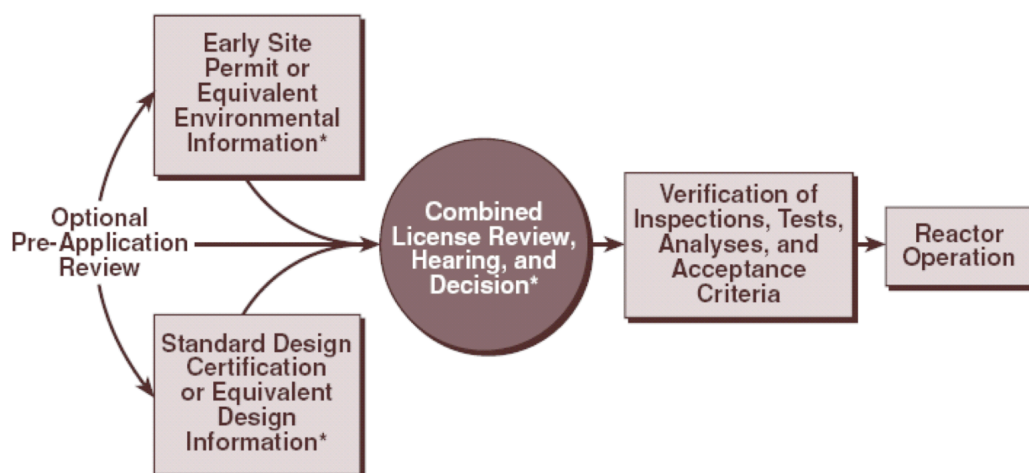 Early Site
Permit or
Equivalent
Environmental
Information*
Optional
Pre-Application
Review
Standard Design
Certification
or Equivalent
Design
Information*
Combined
License Review,
Hearing, and
Decision*
Verification of
Inspections, Tests,
Analyses, and
Acceptance
Criteria
Reactor
Operation